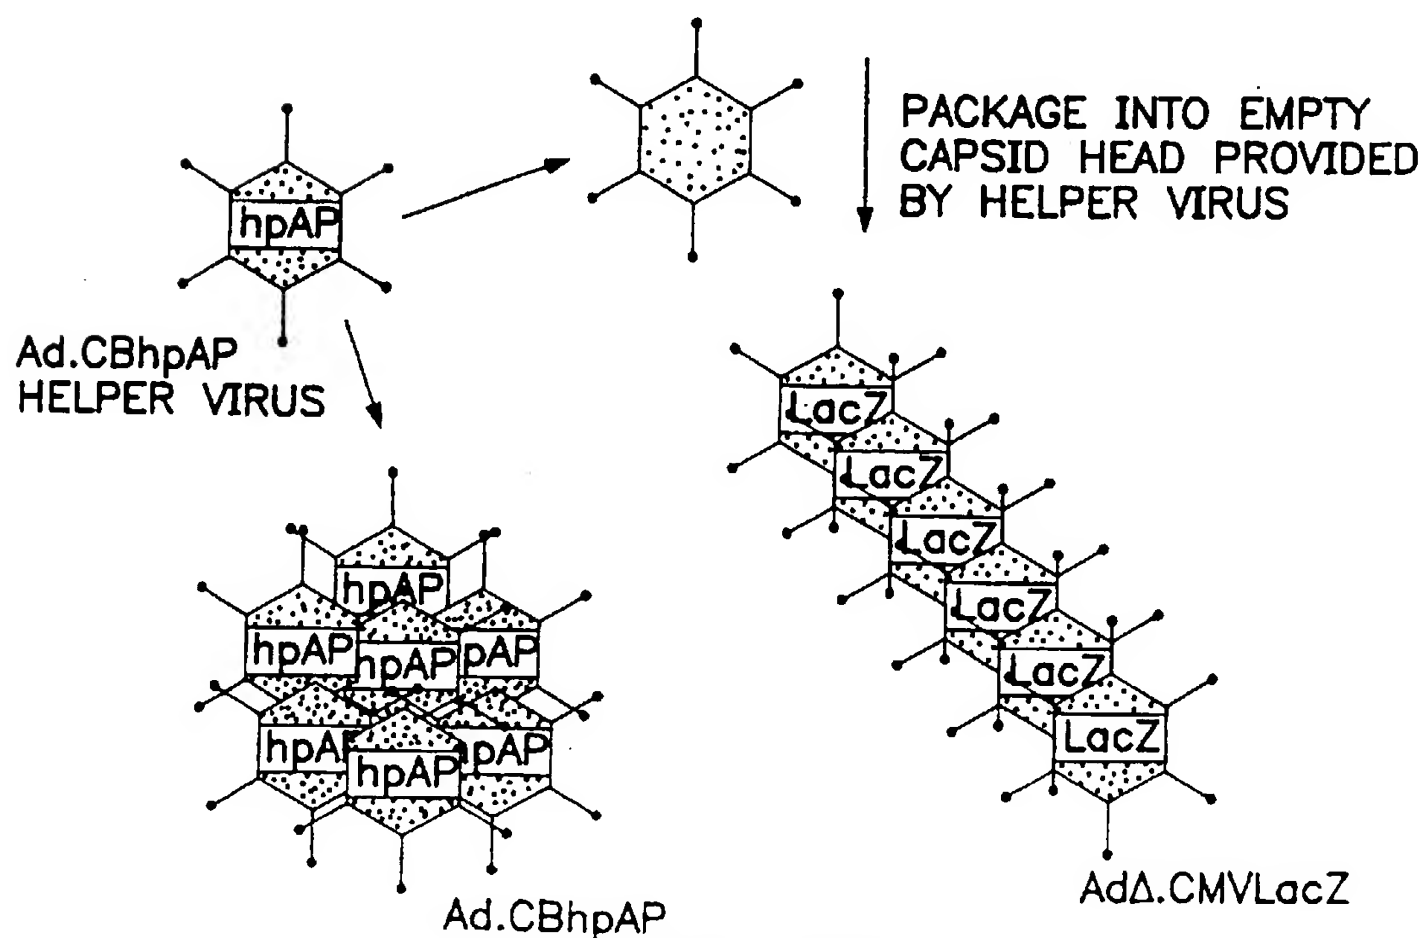 PACKAGE INTO EMPTY
CAPSID HEAD PROVIDED
BY HELPER VIRUS
hpAP
Ad.CBhpAP
HELPER VIRUS
LacZ
LacZ
LacZ
LacZ
LacZ
LacZ
AdΔ.CMVLacZ
hpAP
hpAP
hpAP
pAP
hpAP
hpAP
pAP
Ad.CBhpAP